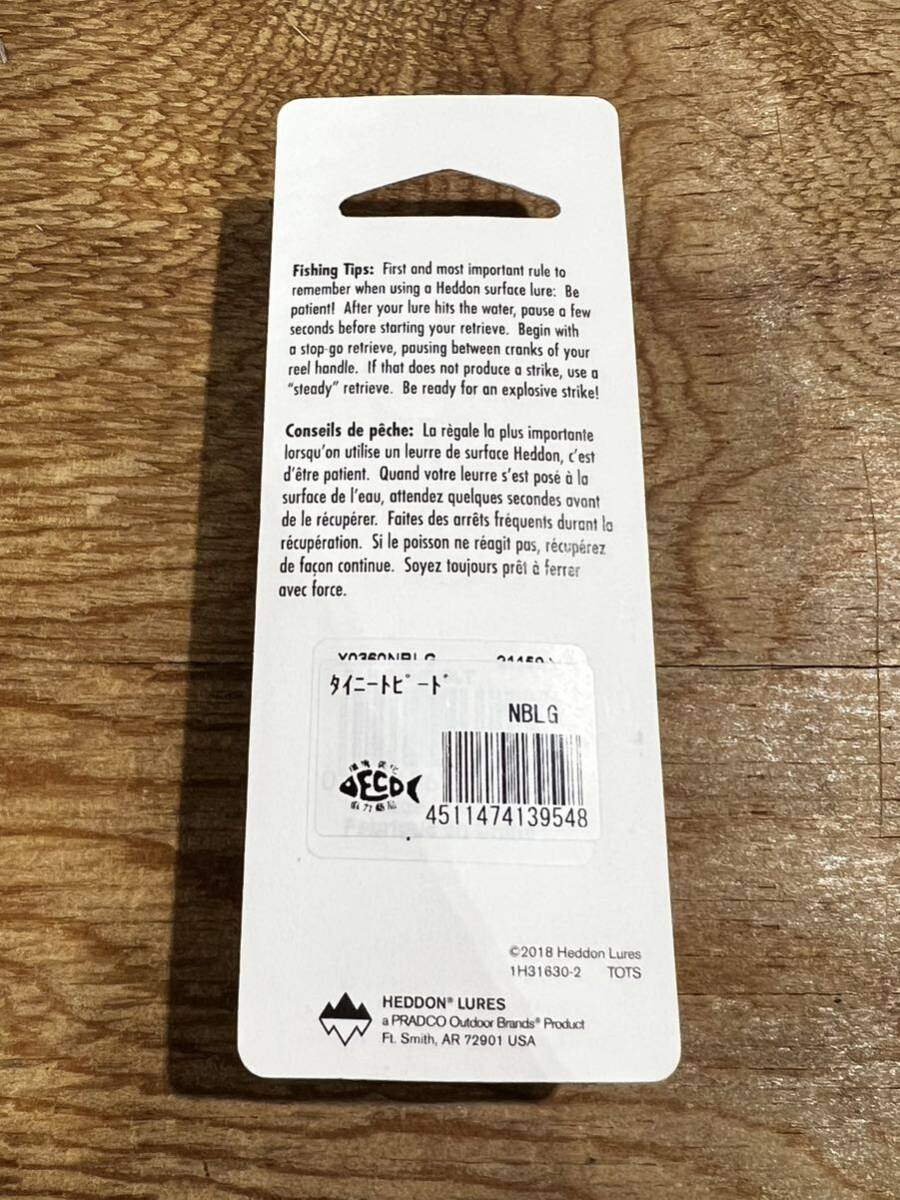 Fishing Tips: First and most important rule to
remember when using a Heddon surface lure: Be
patient! After your lure hits the water, pause a few
seconds before starting your retrieve. Begin with
a stop-go retrieve, pausing between cranks of your
reel handle. If that does not produce a strike, use a
"steady" retrieve. Be ready for an explosive strike!
Conseils de pêche: La règale la plus importante
lorsqu'on utilise un leurre de surface Heddon, c'est
d'être patient. Quand votre leurre s'est posé à la
surface de l'eau, attendez quelques secondes avant
de le récupérer. Faites des arrêts fréquents durant la
récupération. Si le poisson ne réagit pas, récupérez
de façon continue. Soyez toujours prêt à ferrer
avec force.
ﾀｲﾆｰﾄﾋﾟｰﾄﾞ
NBLG
ECO
4511474139548
©2018 Heddon Lures
1H31630-2 TOTS
HEDDON® LURES
a PRADCO Outdoor Brands® Product
Ft. Smith, AR 72901 USA